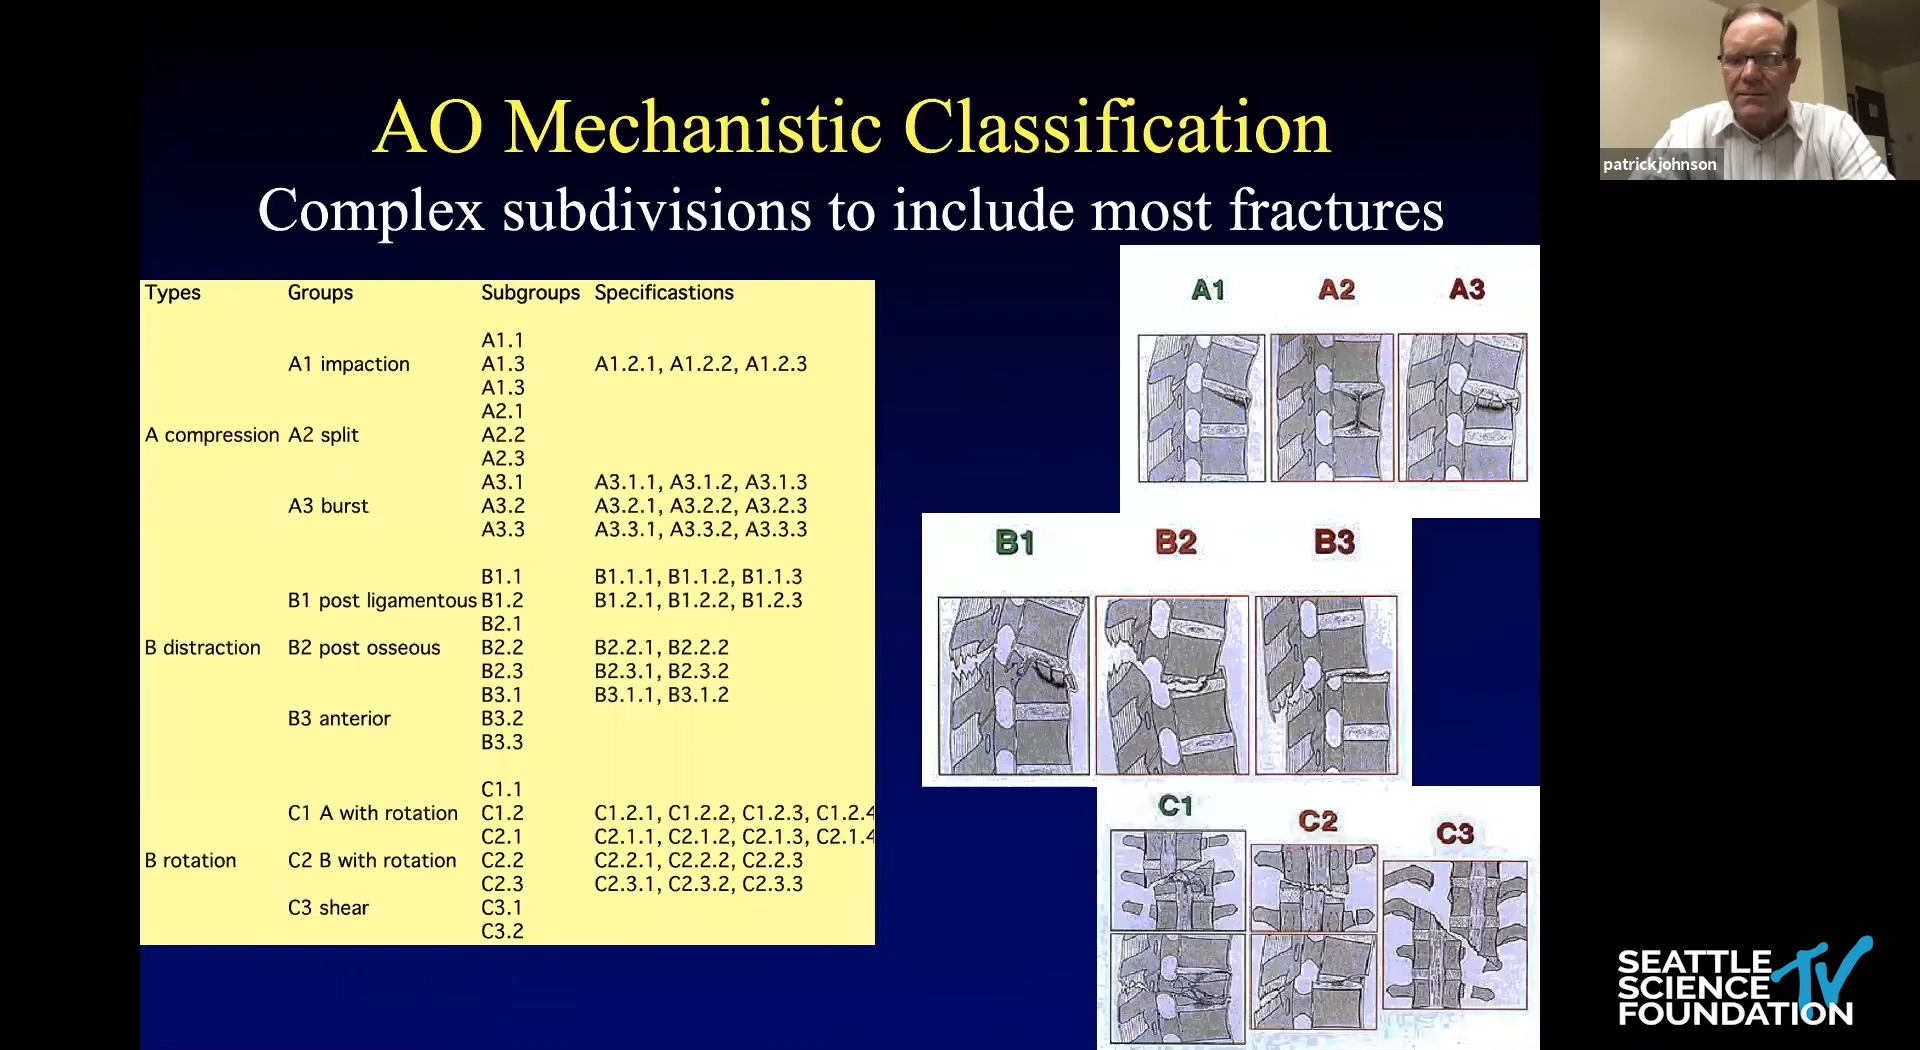 AO Mechanistic Classification
Complex subdivisions to include most fractures
Types Groups Subgroups Specificastions
A1.1
A1 impaction A1.3 A1.2.1, A1.2.2, A1.2.3
A1.3
A2.1
A compression A2 split A2.2
A2.3
A3.1 A3.1.1, A3.1.2, A3.1.3
A3 burst A3.2 A3.2.1, A3.2.2, A3.2.3
A3.3 A3.3.1, A3.3.2, A3.3.3
B1.1 B1.1.1, B1.1.2, B1.1.3
B1 post ligamentous B1.2 B1.2.1, B1.2.2, B1.2.3
B2.1
B distraction B2 post osseous B2.2 B2.2.1, B2.2.2
B2.3 B2.3.1, B2.3.2
B3.1 B3.1.1, B3.1.2
B3 anterior B3.2
B3.3
C1.1
C1 A with rotation C1.2 C1.2.1, C1.2.2, C1.2.3, C1.2.4
C2.1 C2.1.1, C2.1.2, C2.1.3, C2.1.4
B rotation C2 B with rotation C2.2 C2.2.1, C2.2.2, C2.2.3
C2.3 C2.3.1, C2.3.2, C2.3.3
C3 shear C3.1
C3.2
A1 A2 A3
B1 B2 B3
C1 C2 C3
patrick johnson
SEATTLE
SCIENCE TV
FOUNDATION